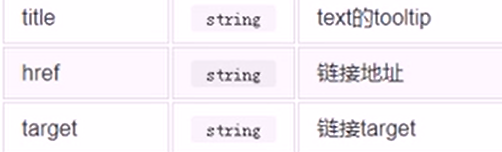 title string text的tooltip
href string 链接地址
target string 链接target